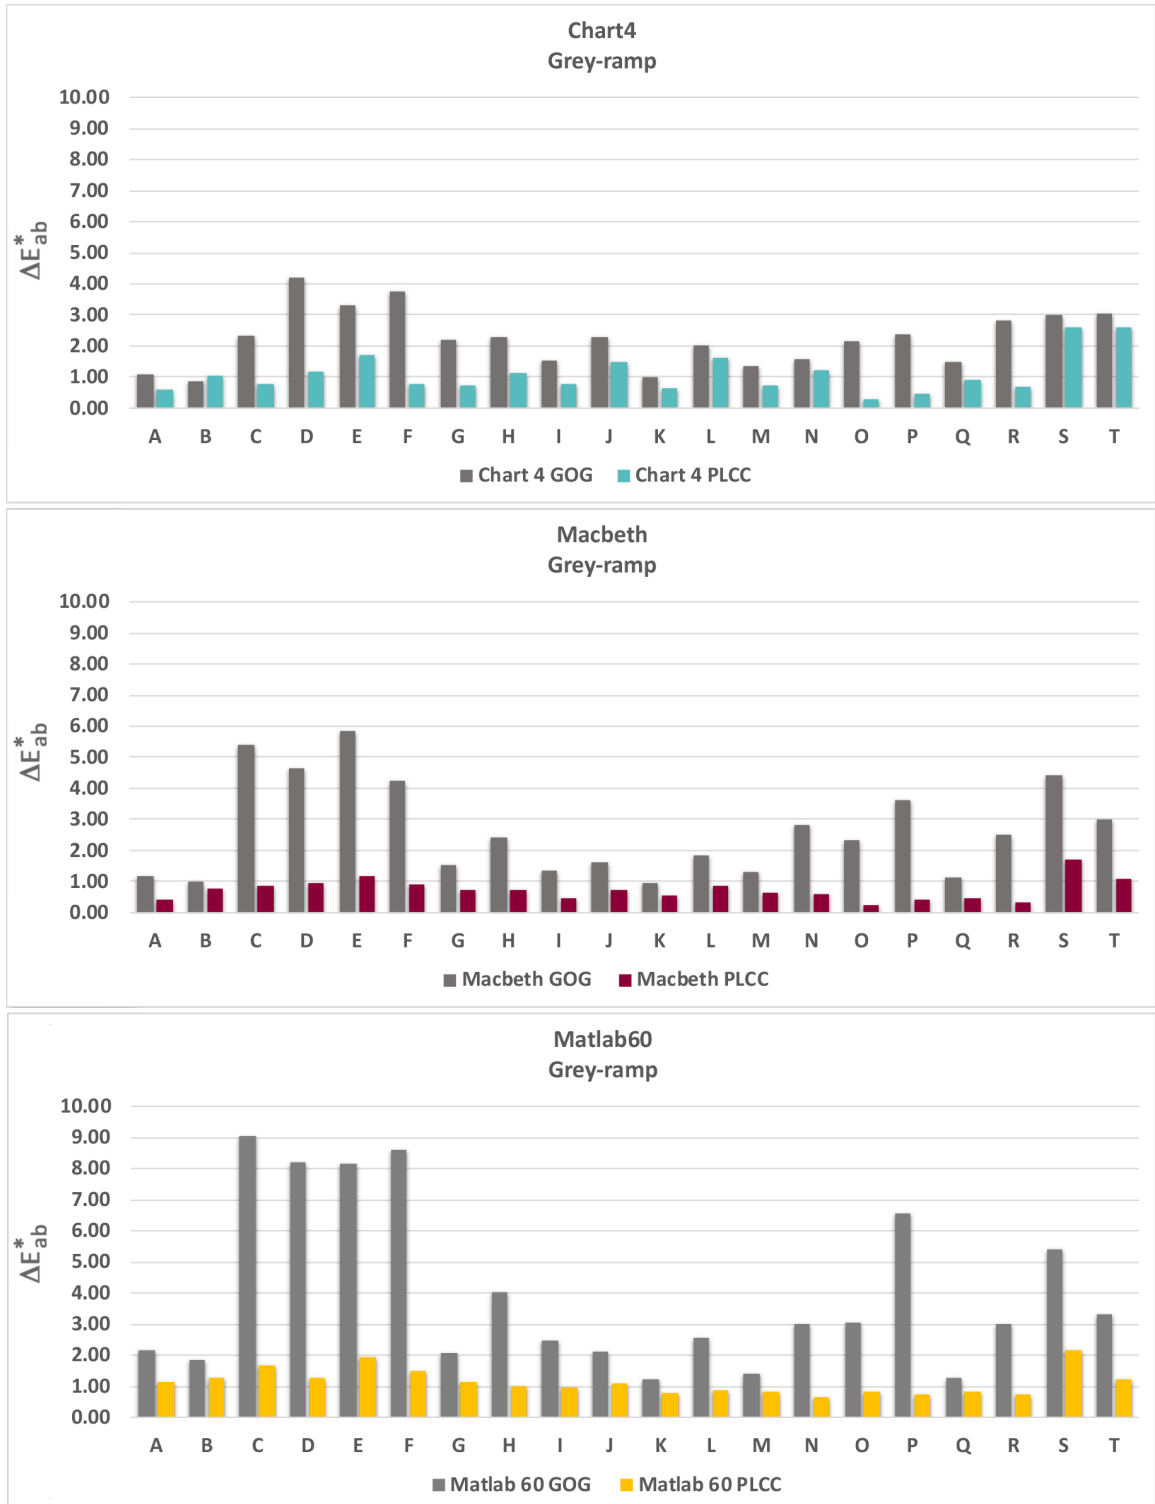 Chart4
Grey-ramp
10.00
9.00
8.00
7.00
6.00
5.00
4.00
3.00
2.00
1.00
0.00
ΔE*ab
A B C D E F G H I J K L M N O P Q R S T
Chart 4 GOG Chart 4 PLCC
Macbeth
Grey-ramp
10.00
9.00
8.00
7.00
6.00
5.00
4.00
3.00
2.00
1.00
0.00
ΔE*ab
A B C D E F G H I J K L M N O P Q R S T
Macbeth GOG Macbeth PLCC
Matlab60
Grey-ramp
10.00
9.00
8.00
7.00
6.00
5.00
4.00
3.00
2.00
1.00
0.00
ΔE*ab
A B C D E F G H I J K L M N O P Q R S T
Matlab 60 GOG Matlab 60 PLCC